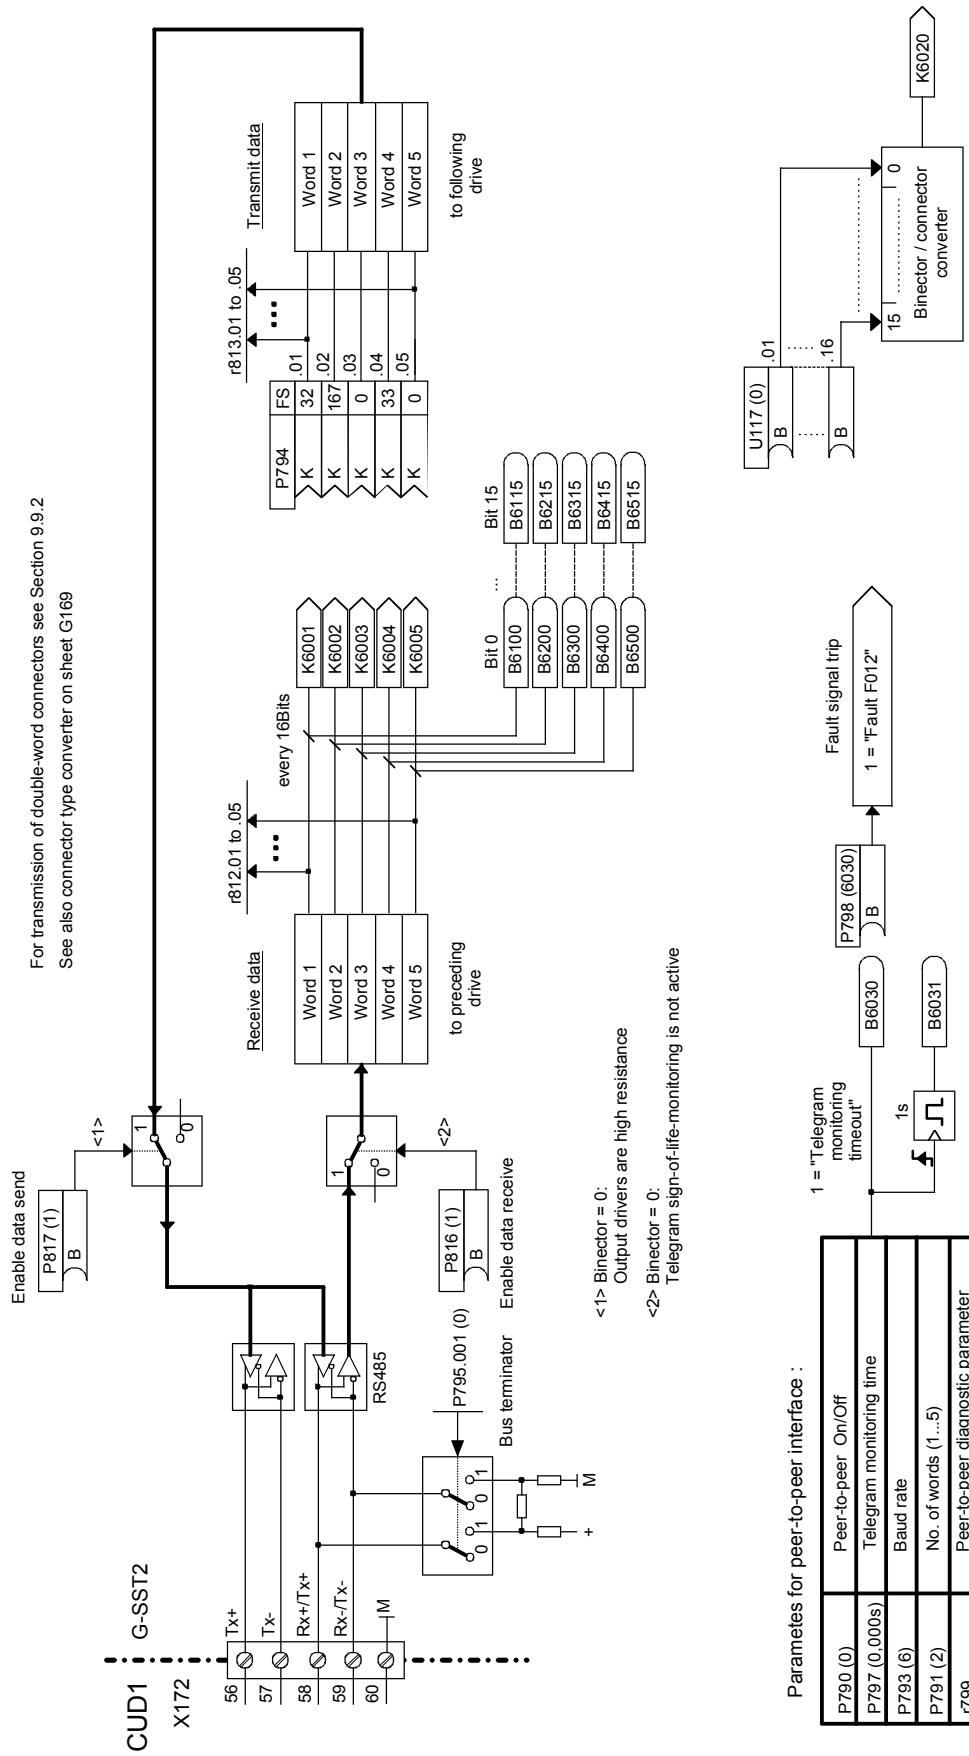 For transmission of double-word connectors see Section 9.9.2
See also connector type converter on sheet G169
Enable data send
P817 (1)
B
<1>
1
0
CUD1
G-SST2
X172
56
Tx+
57
Tx-
58
Rx+/Tx+
59
Rx-/Tx-
60
M
RS485
P795.001 (0)
Bus terminator
0
1
0
1
+
M
Enable data receive
P816 (1)
B
<2>
1
0
Receive data
Word 1
Word 2
Word 3
Word 4
Word 5
to preceding
drive
r812.01 to .05
every 16Bits
K6001
K6002
K6003
K6004
K6005
Bit 0
...
Bit 15
B6100
B6115
B6200
B6215
B6300
B6315
B6400
B6415
B6500
B6515
P794
FS
K
32
.01
K
167
.02
K
0
.03
K
33
.04
K
0
.05
r813.01 to .05
Transmit data
Word 1
Word 2
Word 3
Word 4
Word 5
to following
drive
<1> Binector = 0:
Output drivers are high resistance
<2> Binector = 0:
Telegram sign-of-life-monitoring is not active
Parametes for peer-to-peer interface :
P790 (0)
Peer-to-peer On/Off
P797 (0,000s)
Telegram monitoring time
P793 (6)
Baud rate
P791 (2)
No. of words (1...5)
r799
Peer-to-peer diagnostic parameter
1 = "Telegram
monitoring
timeout"
B6030
1s
B6031
P798 (6030)
B
Fault signal trip
1 = "Fault F012"
U117 (0)
B
.01
B
.16
15
0
Binector / connector
converter
K6020